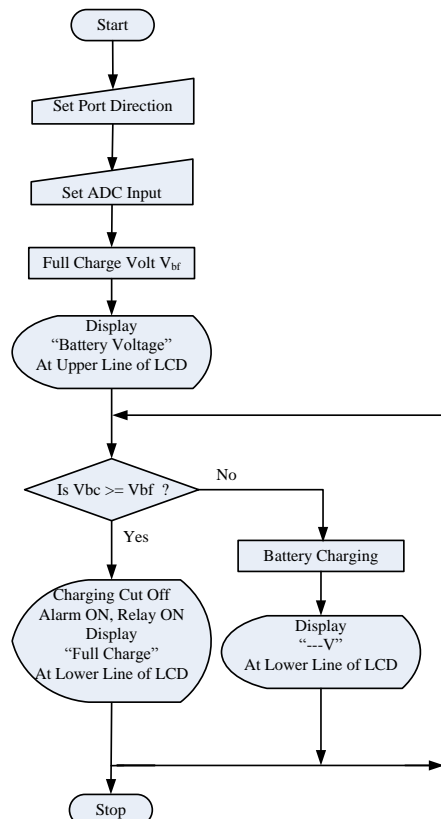 Start
Set Port Direction
Set ADC Input
Full Charge Volt Vbf
Display
“Battery Voltage”
At Upper Line of LCD
Is Vbc >= Vbf ?
No
Yes
Battery Charging
Charging Cut Off
Alarm ON, Relay ON
Display
“Full Charge”
At Lower Line of LCD
Display
“---V”
At Lower Line of LCD
Stop